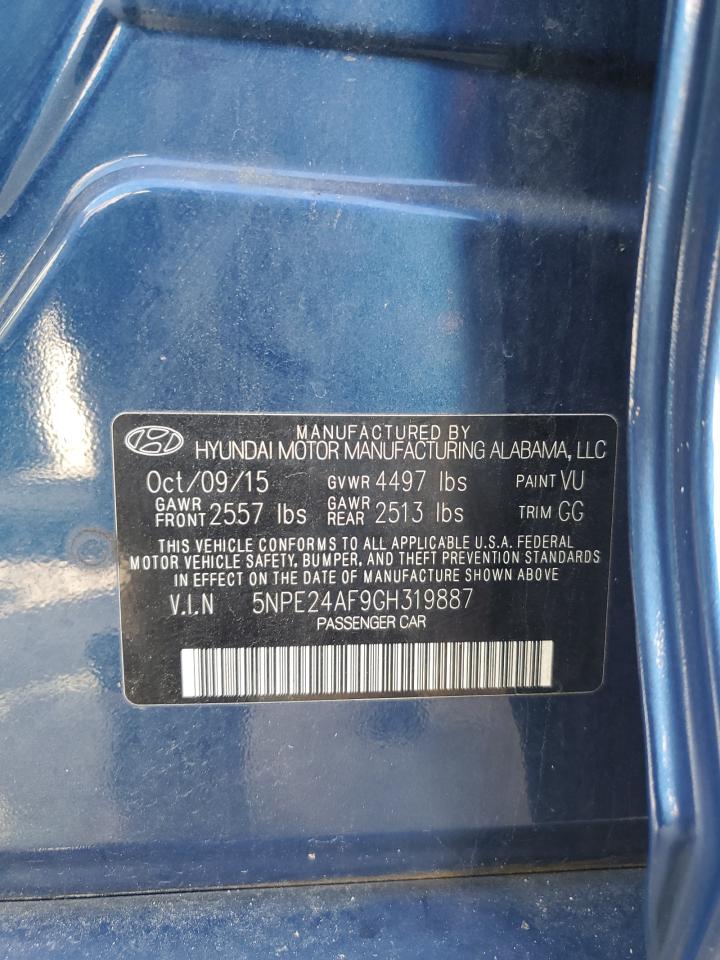 MANUFACTURED BY
HYUNDAI MOTOR MANUFACTURING ALABAMA, LLC
Oct/09/15 GVWR 4497 lbs PAINT VU
GAWR FRONT 2557 lbs GAWR REAR 2513 lbs TRIM GG
THIS VEHICLE CONFORMS TO ALL APPLICABLE U.S.A. FEDERAL
MOTOR VEHICLE SAFETY, BUMPER, AND THEFT PREVENTION STANDARDS
IN EFFECT ON THE DATE OF MANUFACTURE SHOWN ABOVE
V.I.N 5NPE24AF9GH319887
PASSENGER CAR